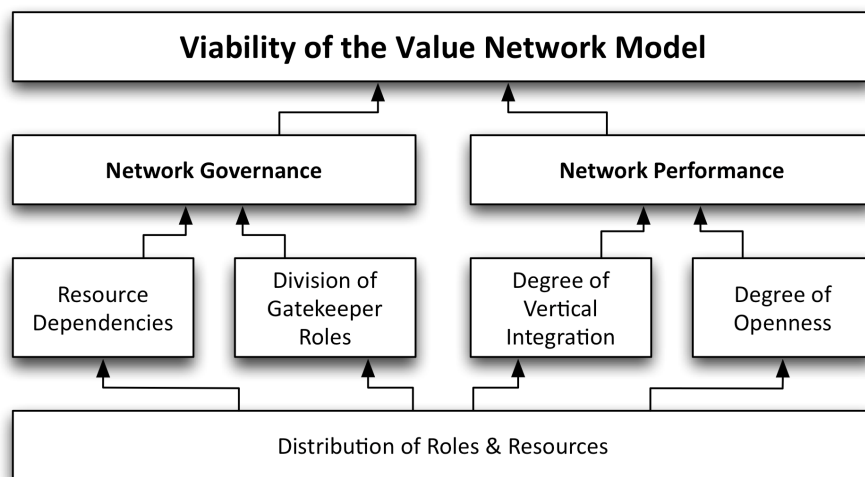 Viability of the Value Network Model
Network Governance
Network Performance
Resource
Dependencies
Division of
Gatekeeper
Roles
Degree of
Vertical
Integration
Degree of
Openness
Distribution of Roles & Resources